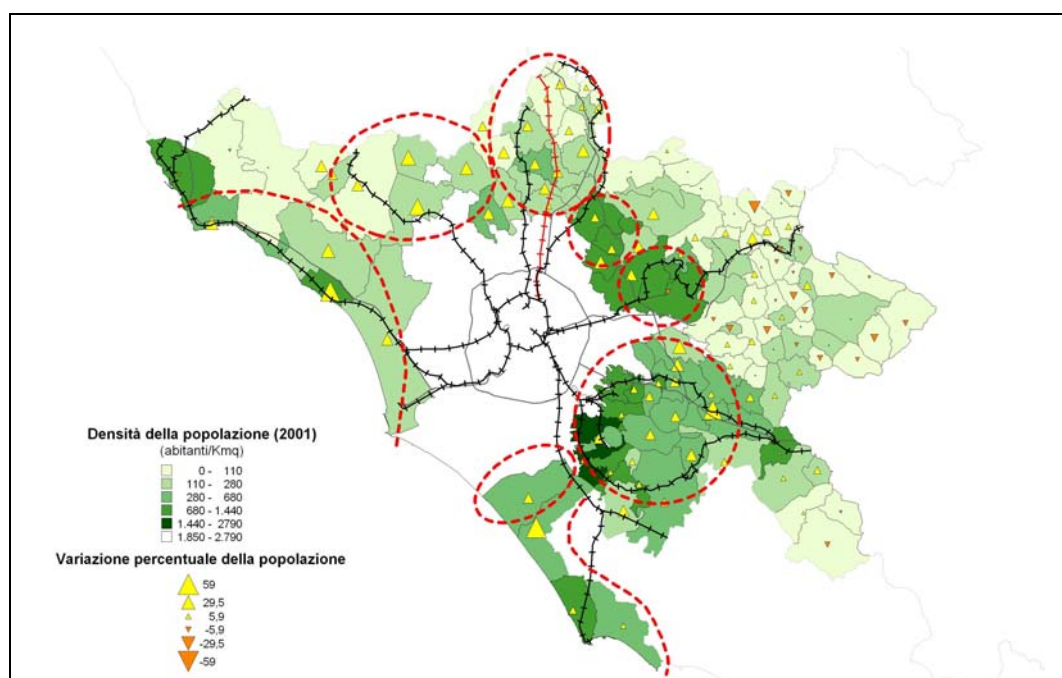 Densità della popolazione (2001)
(abitanti/Kmq)
0 - 110
110 - 280
280 - 680
680 - 1.440
1.440 - 2790
1.850 - 2.790
Variazione percentuale della popolazione
59
29,5
5,9
-5,9
-29,5
-59